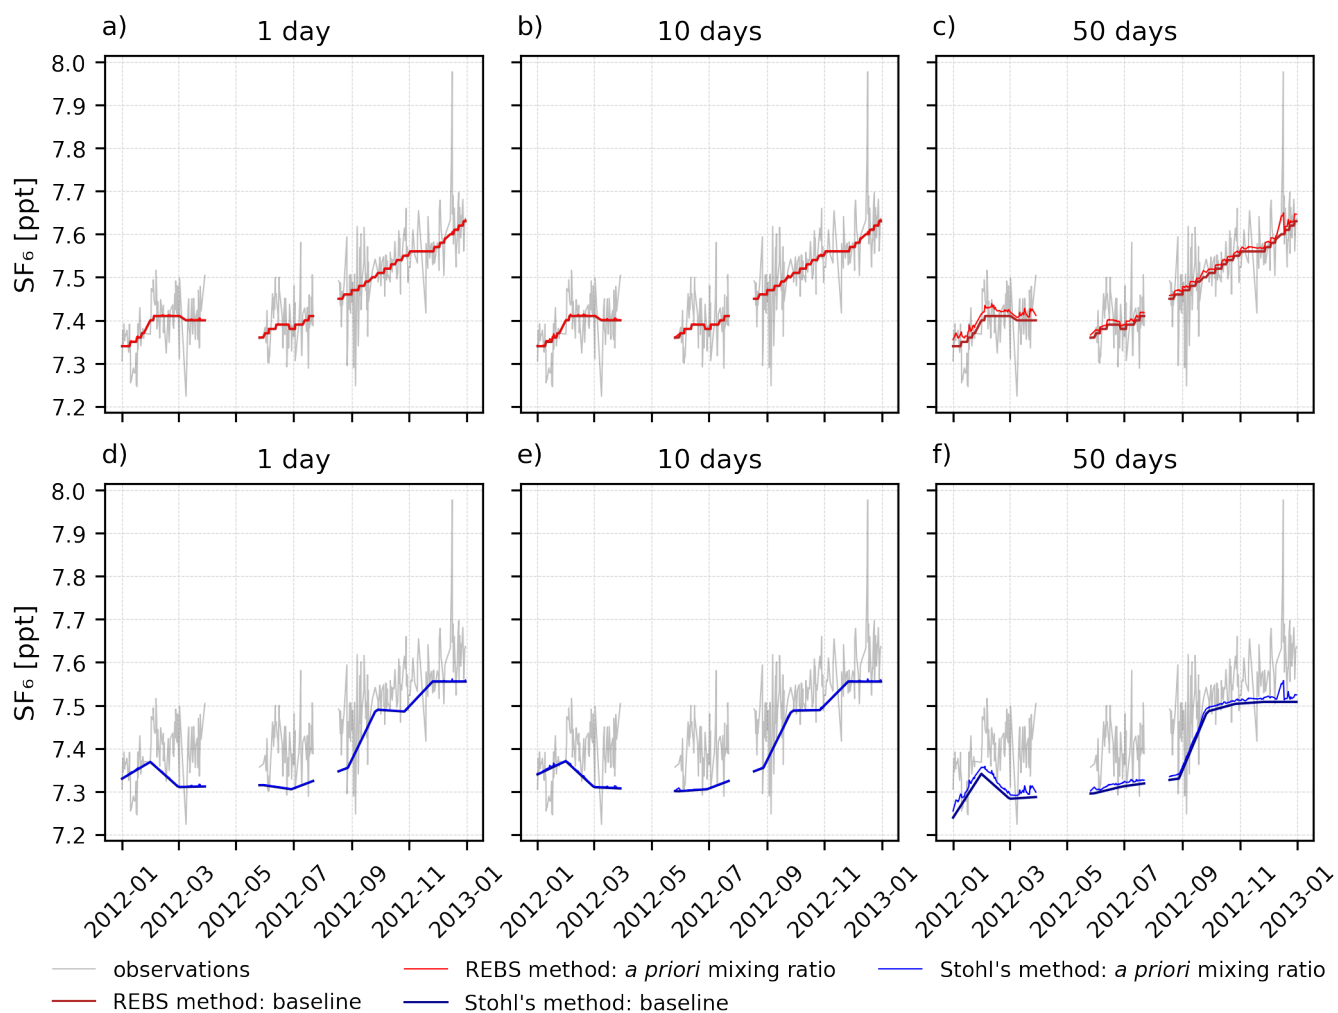 a) 1 day b) 10 days c) 50 days
8.0
7.9
7.8
7.7
7.6
7.5
7.4
7.3
7.2
SF₆ [ppt]
d) 1 day e) 10 days f) 50 days
8.0
7.9
7.8
7.7
7.6
7.5
7.4
7.3
7.2
SF₆ [ppt]
2012-01 2012-03 2012-05 2012-07 2012-09 2012-11 2013-01 2012-01 2012-03 2012-05 2012-07 2012-09 2012-11 2013-01 2012-01 2012-03 2012-05 2012-07 2012-09 2012-11 2013-01
observations REBS method: a priori mixing ratio Stohl's method: a priori mixing ratio
REBS method: baseline Stohl's method: baseline